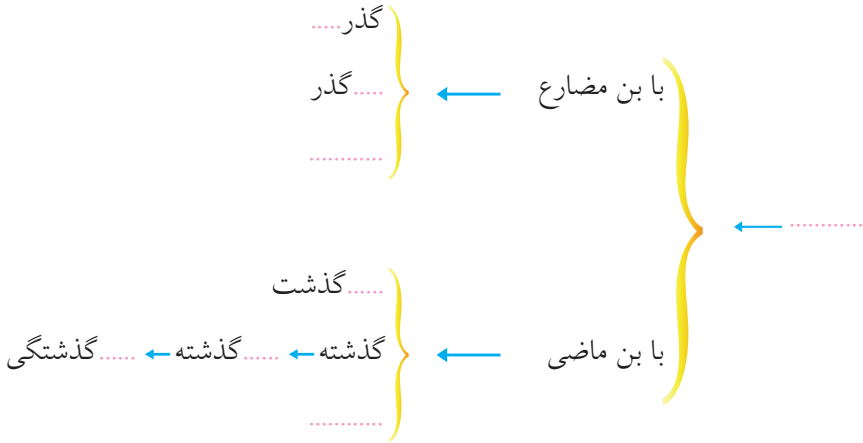 گذر.....
با بن مضارع
.....گذر
............
............
......گذشت
با بن ماضی
گذشته
......گذشته
......گذشتگی
............